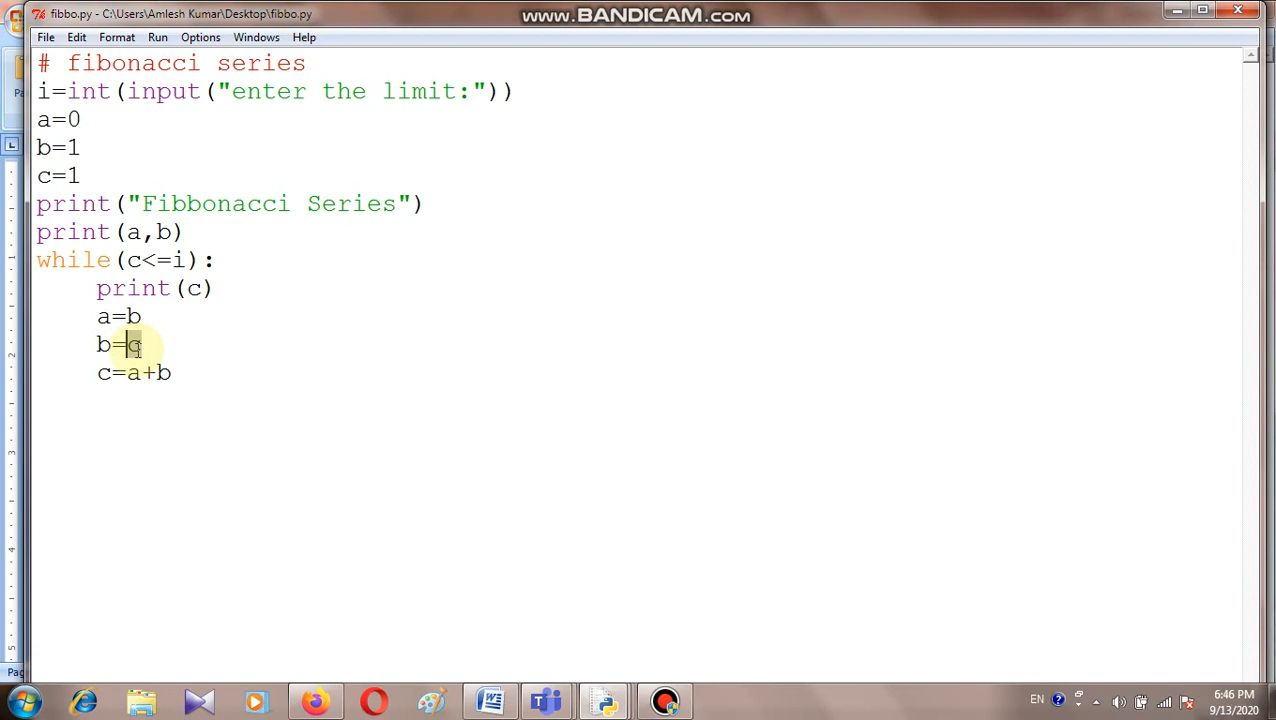 fibbo.py - C:\Users\Amlesh Kumar\Desktop\fibbo.py
www.BANDICAM.com
File Edit Format Run Options Windows Help
# fibonacci series
i=int(input("enter the limit:"))
a=0
b=1
c=1
print("Fibbonacci Series")
print(a,b)
while(c<=i):
    print(c)
    a=b
    b=c
    c=a+b
EN
6:46 PM
9/13/2020